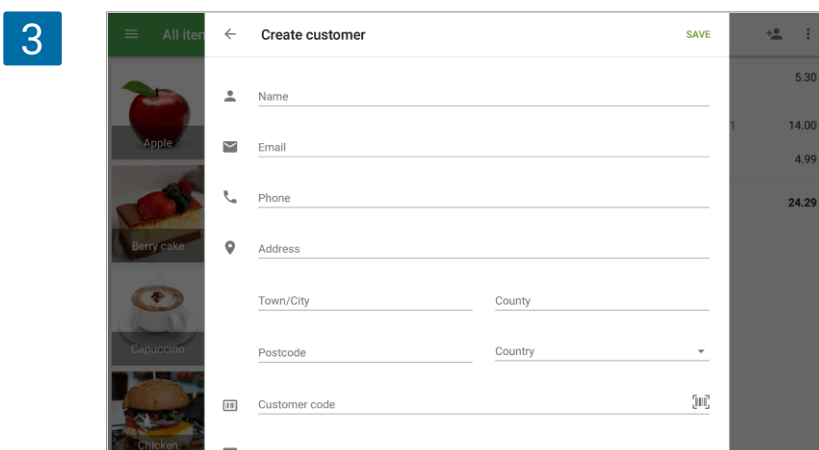 3
All iten
Create customer
SAVE
5.30
Name
1
14.00
Apple
Email
4.99
Phone
24.29
Berry cake
Address
Town/City
County
Capuccino
Postcode
Country
Customer code
Chicken